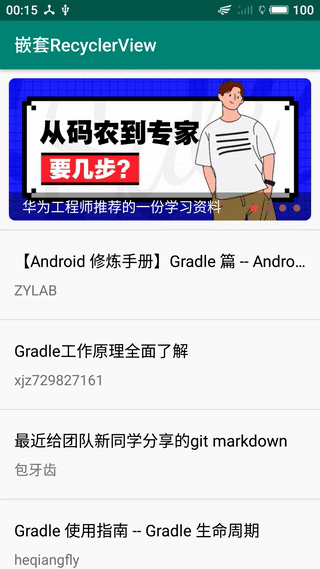 00:15 100
嵌套RecyclerView
从码农到专家
要几步?
华为工程师推荐的一份学习资料
【Android 修炼手册】Gradle 篇 -- Andro…
ZYLAB
Gradle工作原理全面了解
xjz729827161
最近给团队新同学分享的git markdown
包牙齿
Gradle 使用指南 -- Gradle 生命周期
heqiangfly